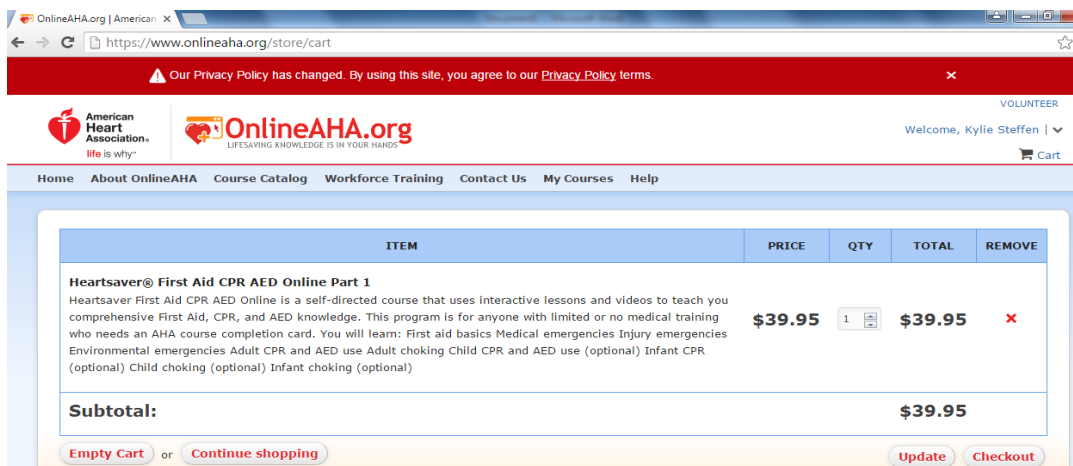 OnlineAHA.org | American
https://www.onlineaha.org/store/cart
Our Privacy Policy has changed. By using this site, you agree to our Privacy Policy terms.
VOLUNTEER
American
Heart
Association.
life is why™
OnlineAHA.org
LIFESAVING KNOWLEDGE IS IN YOUR HANDS
Welcome, Kylie Steffen |
Cart
Home About OnlineAHA Course Catalog Workforce Training Contact Us My Courses Help
ITEM PRICE QTY TOTAL REMOVE
Heartsaver® First Aid CPR AED Online Part 1
Heartsaver First Aid CPR AED Online is a self-directed course that uses interactive lessons and videos to teach you
comprehensive First Aid, CPR, and AED knowledge. This program is for anyone with limited or no medical training
who needs an AHA course completion card. You will learn: First aid basics Medical emergencies Injury emergencies
Environmental emergencies Adult CPR and AED use Adult choking Child CPR and AED use (optional) Infant CPR
(optional) Child choking (optional) Infant choking (optional)
$39.95 1 $39.95
Subtotal: $39.95
Empty Cart or Continue shopping Update Checkout